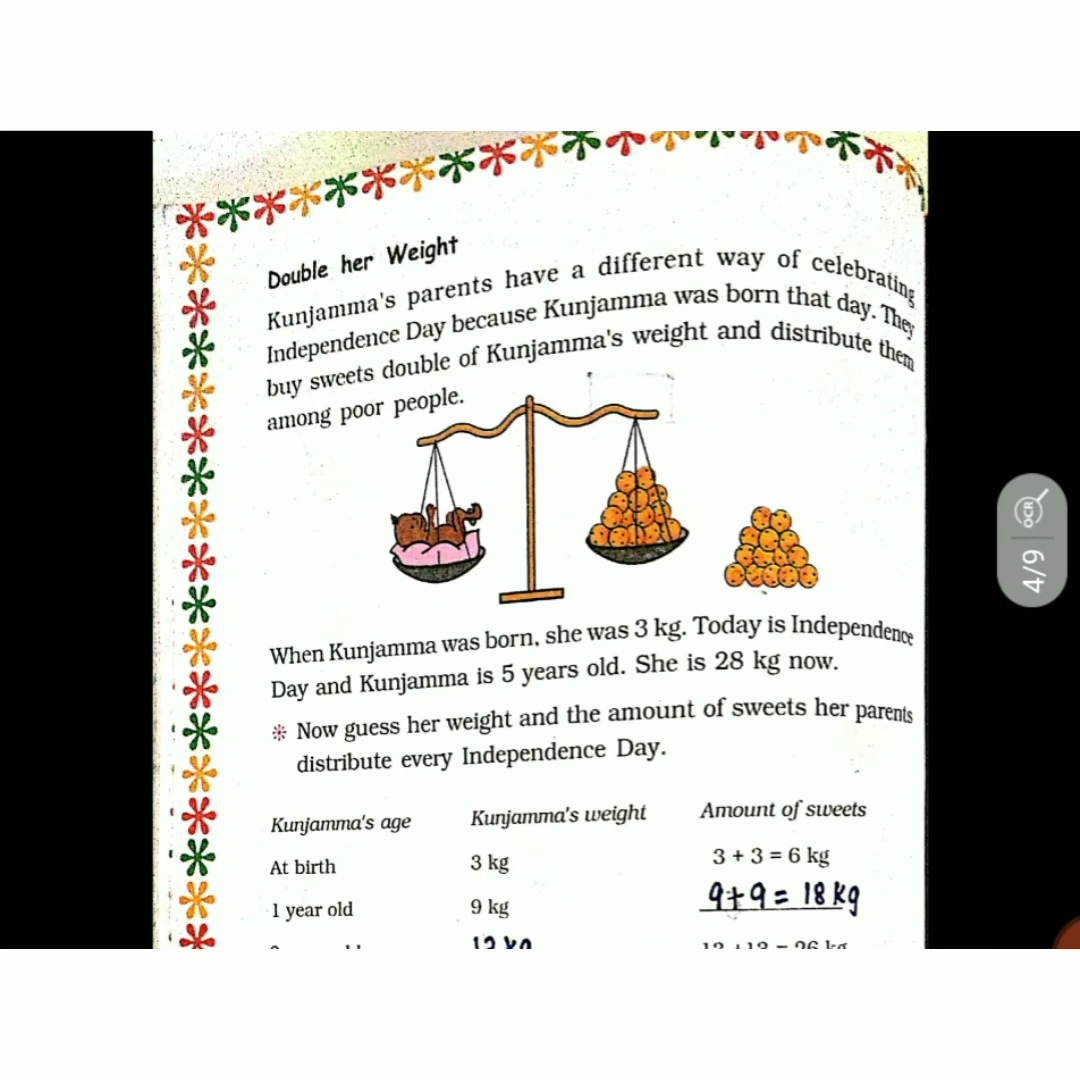 Double her Weight
Kunjamma's parents have a different way of celebrating
Independence Day because Kunjamma was born that day. They
buy sweets double of Kunjamma's weight and distribute them
among poor people.
When Kunjamma was born, she was 3 kg. Today is Independence
Day and Kunjamma is 5 years old. She is 28 kg now.
Now guess her weight and the amount of sweets her parents
distribute every Independence Day.
Kunjamma's age Kunjamma's weight Amount of sweets
At birth 3 kg 3 + 3 = 6 kg
1 year old 9 kg 9+9= 18 kg
4/9 OCR